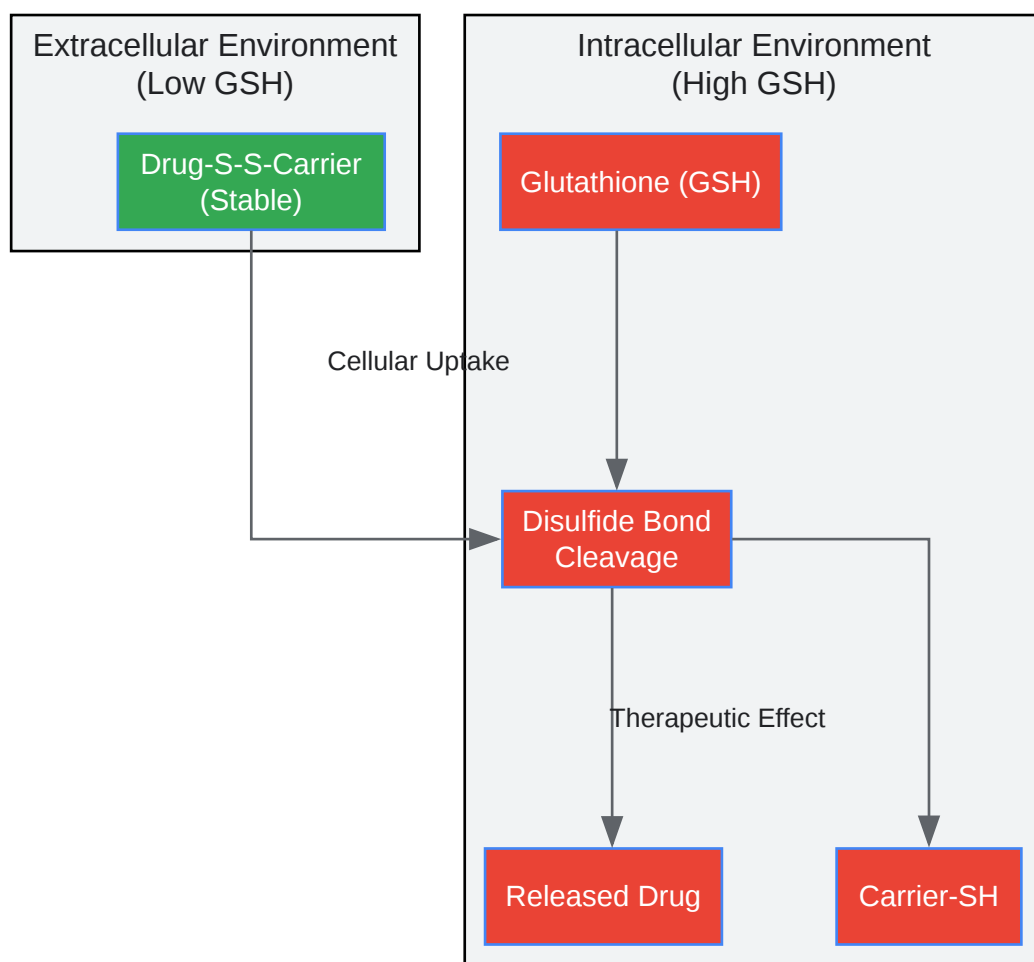 Extracellular Environment
(Low GSH)
Drug-S-S-Carrier
(Stable)
Intracellular Environment
(High GSH)
Glutathione (GSH)
Cellular Uptake
Disulfide Bond
Cleavage
Therapeutic Effect
Released Drug
Carrier-SH